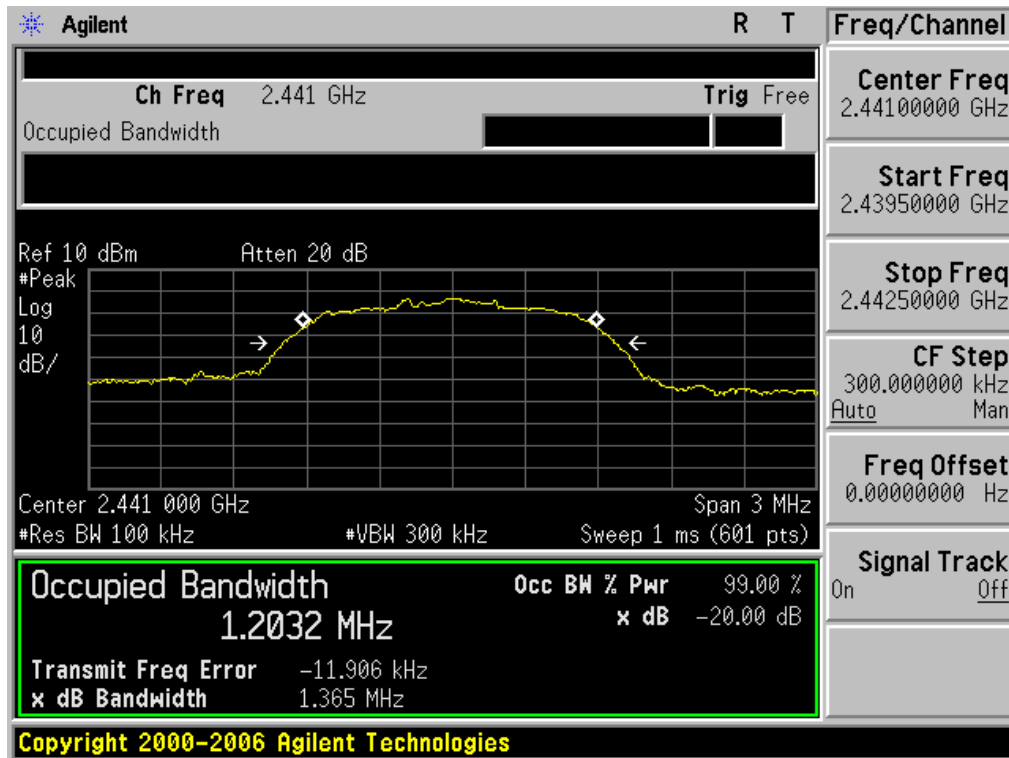 Agilent R T
Freq/Channel
Ch Freq 2.441 GHz Trig Free
Occupied Bandwidth
Center Freq
2.44100000 GHz
Start Freq
2.43950000 GHz
Stop Freq
2.44250000 GHz
CF Step
300.000000 kHz
Auto Man
Freq Offset
0.00000000 Hz
Signal Track
On Off
Ref 10 dBm Atten 20 dB
#Peak
Log
10
dB/
Center 2.441 000 GHz Span 3 MHz
#Res BW 100 kHz #VBW 300 kHz Sweep 1 ms (601 pts)
Occupied Bandwidth Occ BW % Pwr 99.00 %
1.2032 MHz x dB -20.00 dB
Transmit Freq Error -11.906 kHz
x dB Bandwidth 1.365 MHz
Copyright 2000-2006 Agilent Technologies